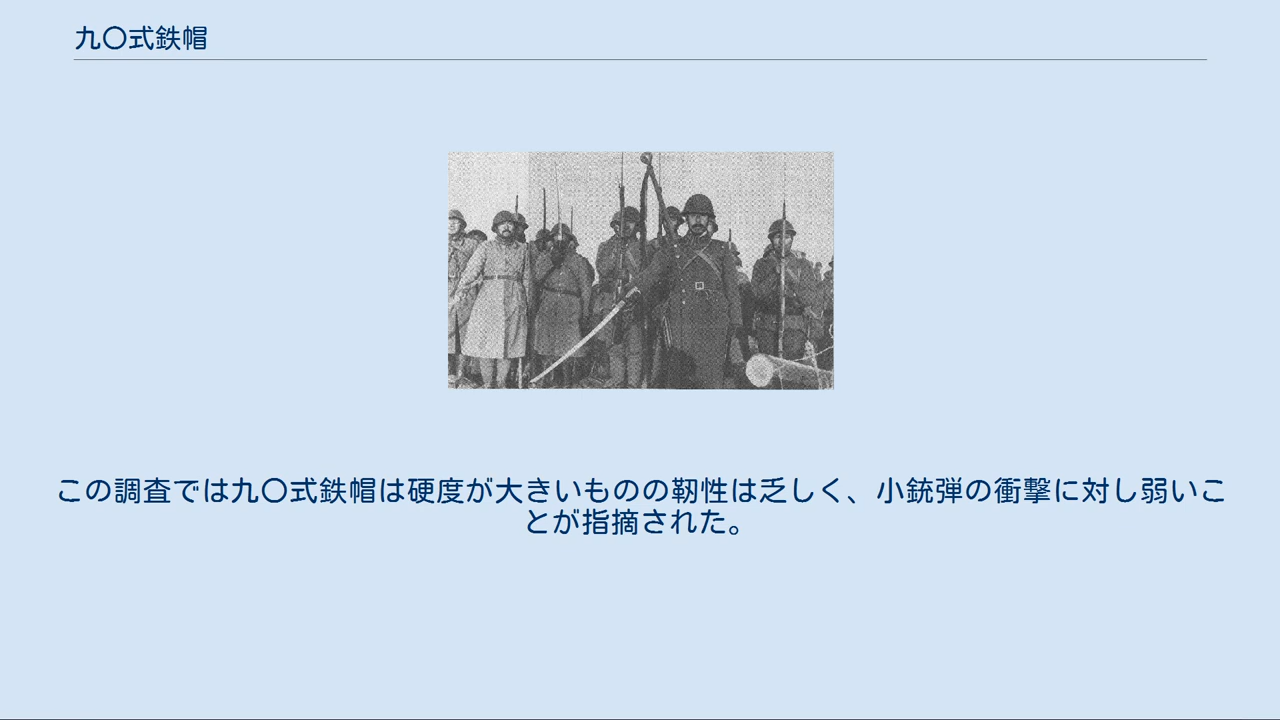 九〇式鉄帽
この調査では九〇式鉄帽は硬度が大きいものの靭性は乏しく、小銃弾の衝撃に対し弱いこ
とが指摘された。